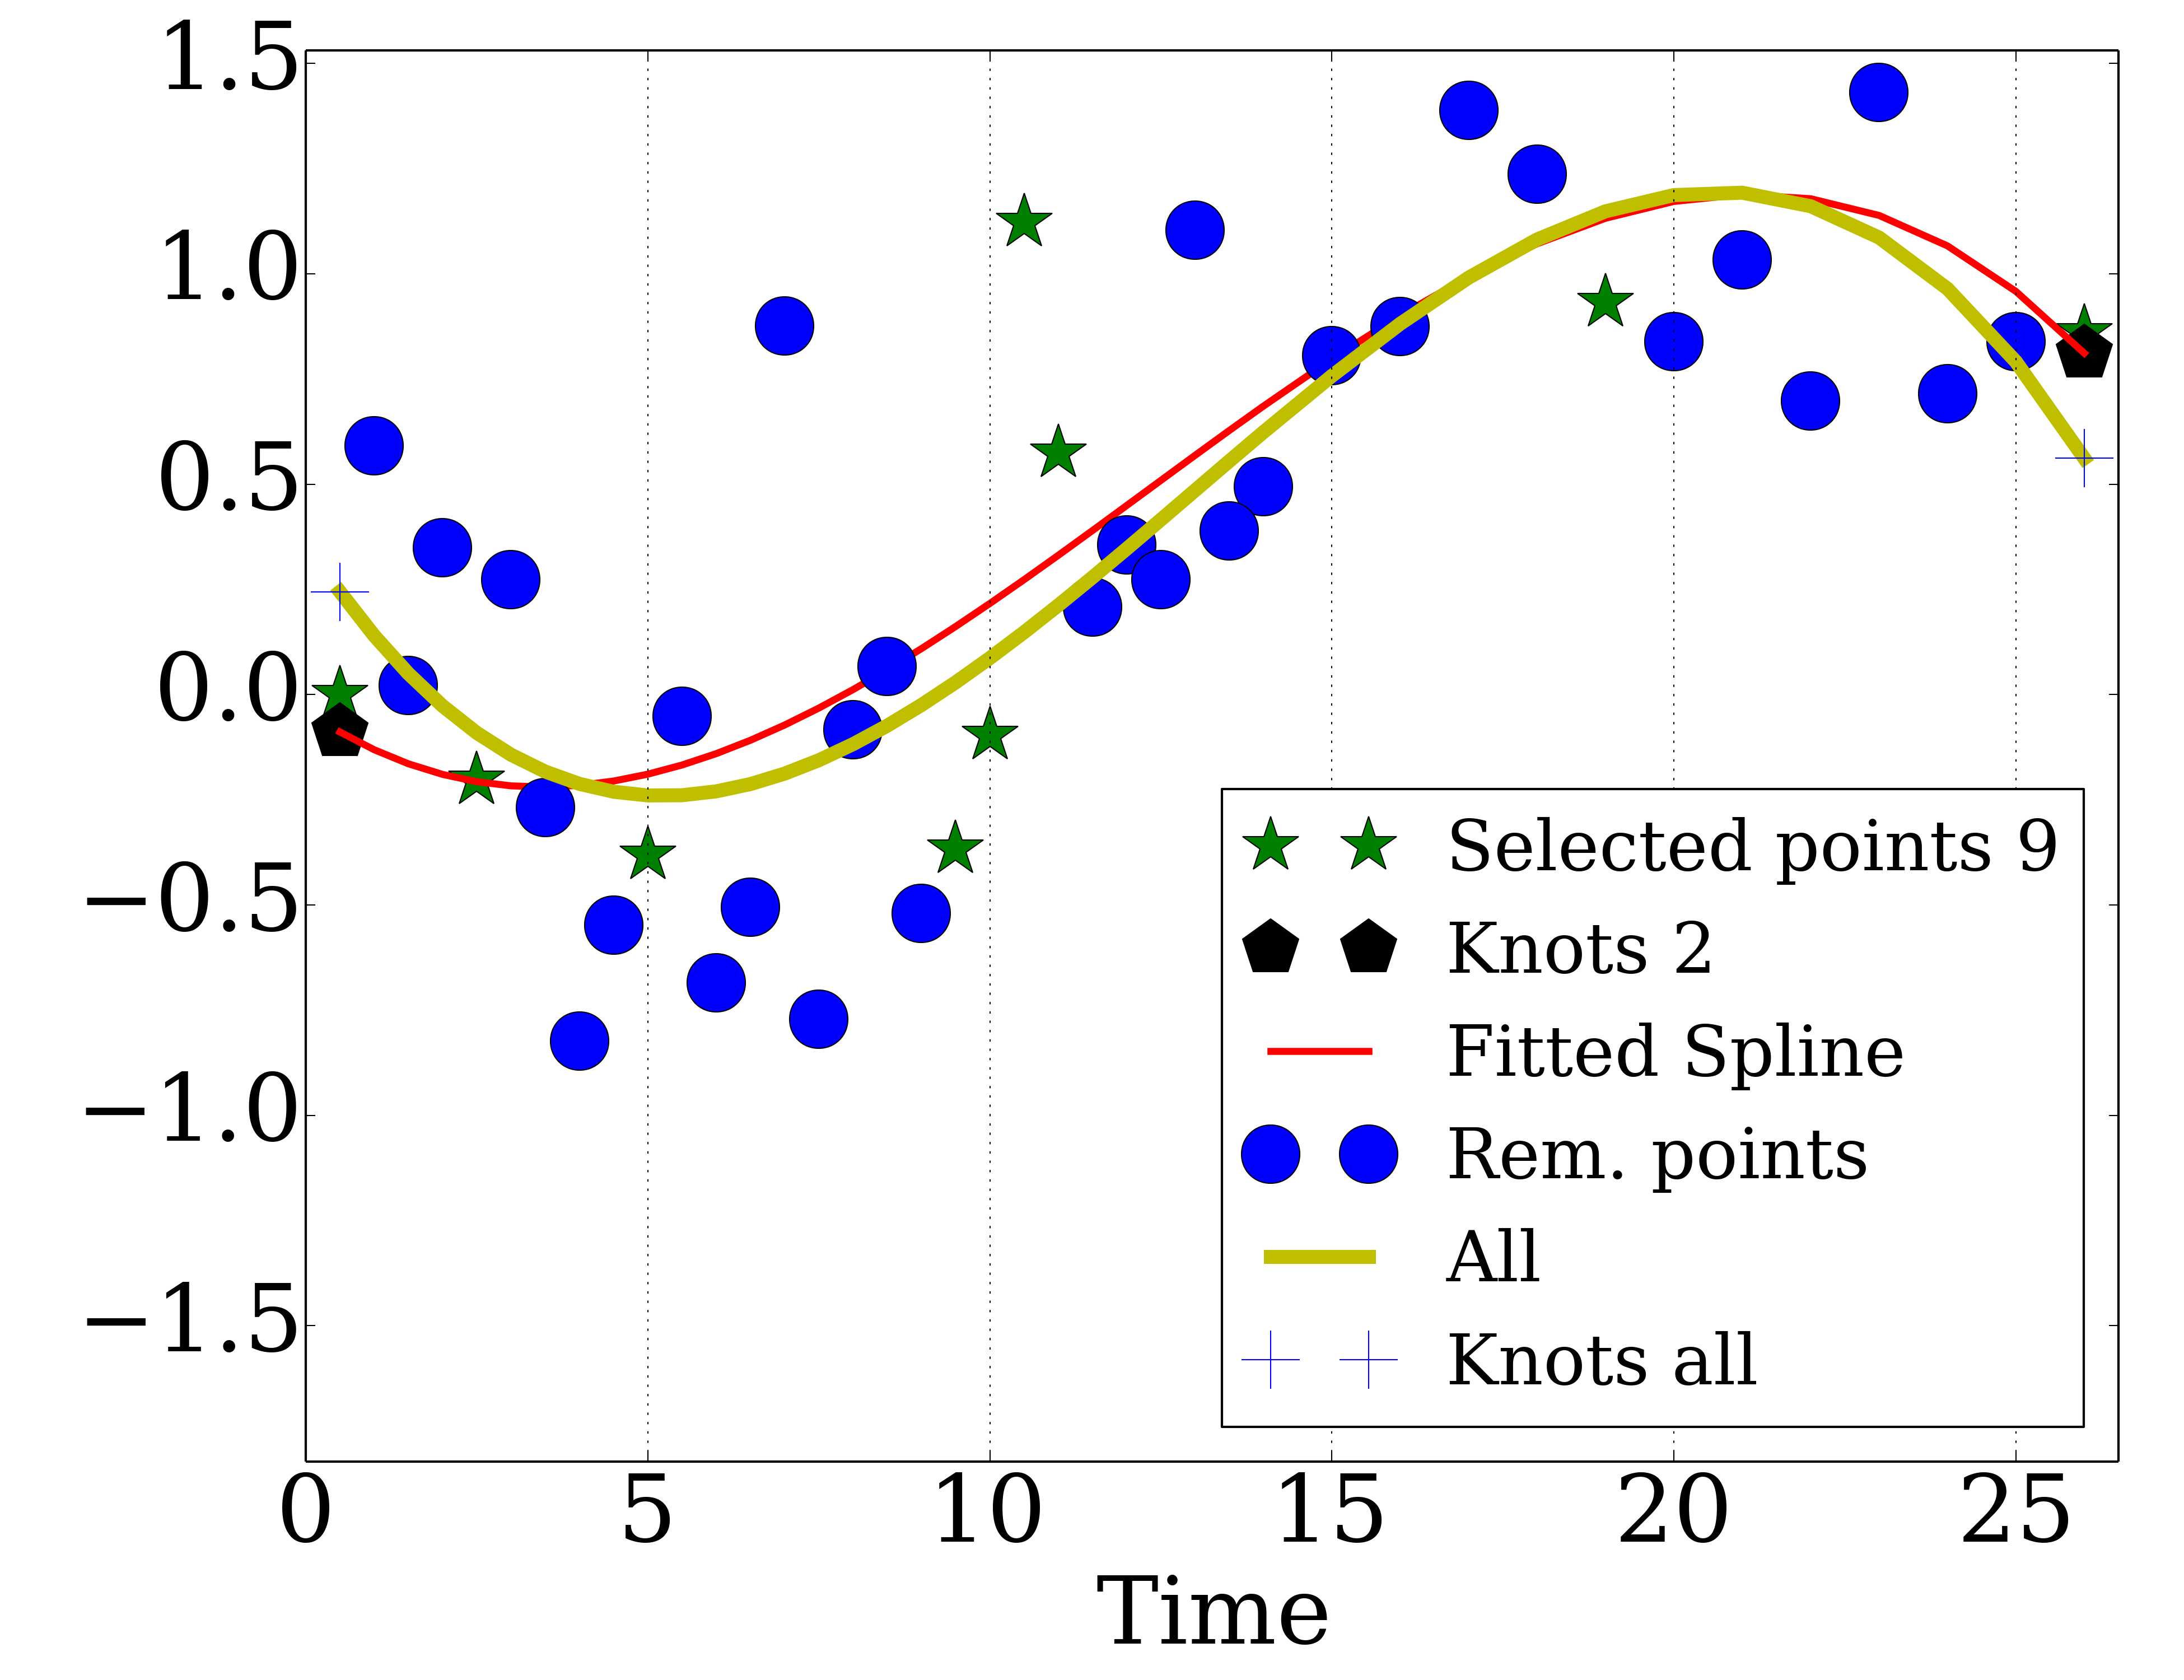 1.5
1.0
0.5
0.0
−0.5
−1.0
−1.5
Selected points 9
Knots 2
Fitted Spline
Rem. points
All
Knots all
0 5 10 15 20 25
Time